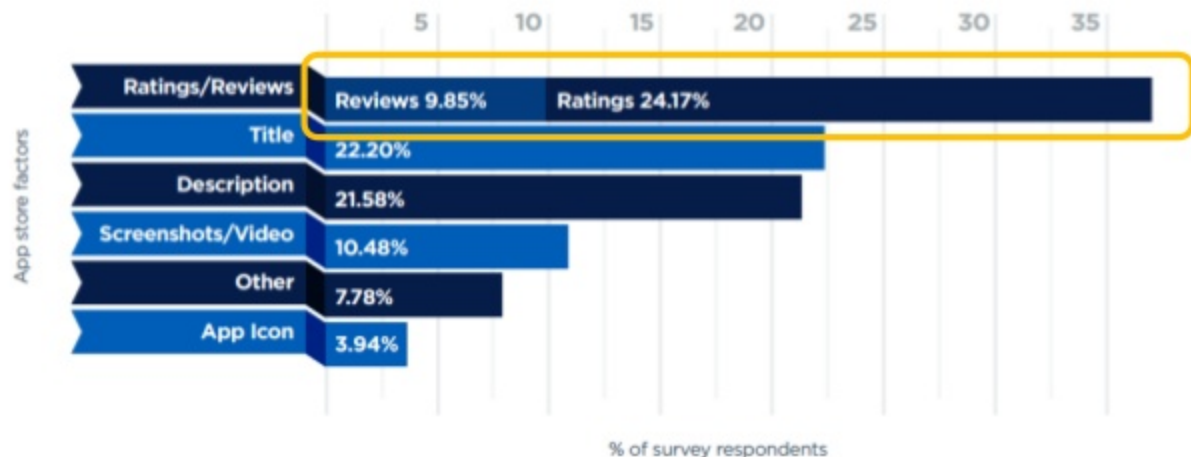 5 10 15 20 25 30 35
Ratings/Reviews Reviews 9.85% Ratings 24.17%
Title 22.20%
Description 21.58%
Screenshots/Video 10.48%
Other 7.78%
App Icon 3.94%
App store factors
% of survey respondents